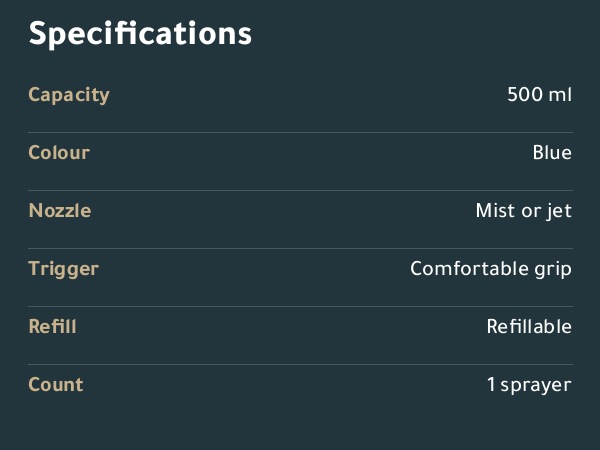 Specifications
Capacity 500 ml
Colour Blue
Nozzle Mist or jet
Trigger Comfortable grip
Refill Refillable
Count 1 sprayer